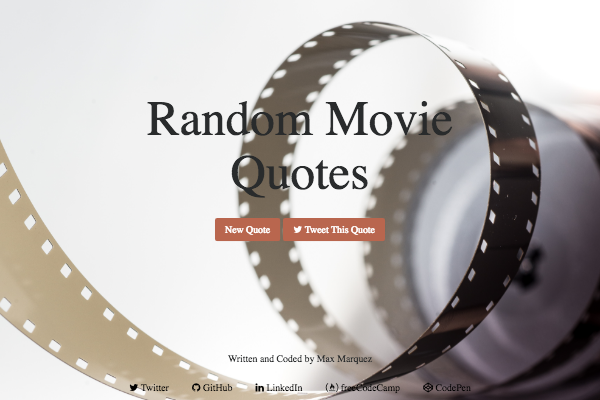 Random Movie
Quotes
New Quote Tweet This Quote
Written and Coded by Max Marquez
Twitter GitHub LinkedIn freeCodeCamp CodePen